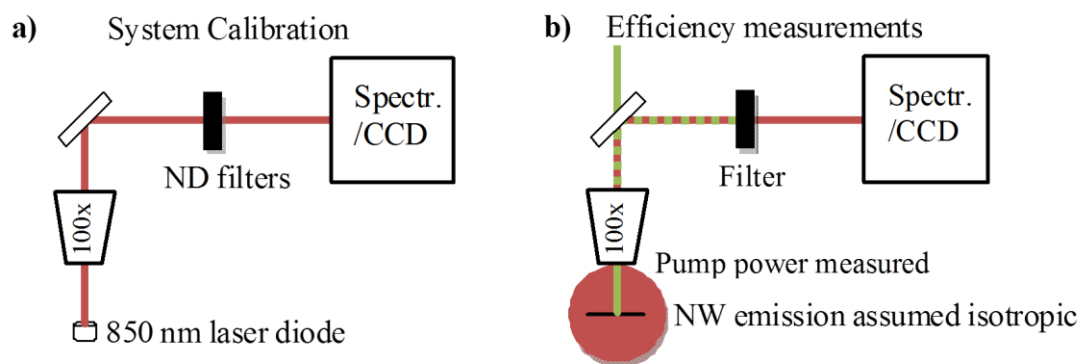 a) System Calibration
Spectr.
/CCD
ND filters
100x
850 nm laser diode
b) Efficiency measurements
Spectr.
/CCD
Filter
100x
Pump power measured
NW emission assumed isotropic